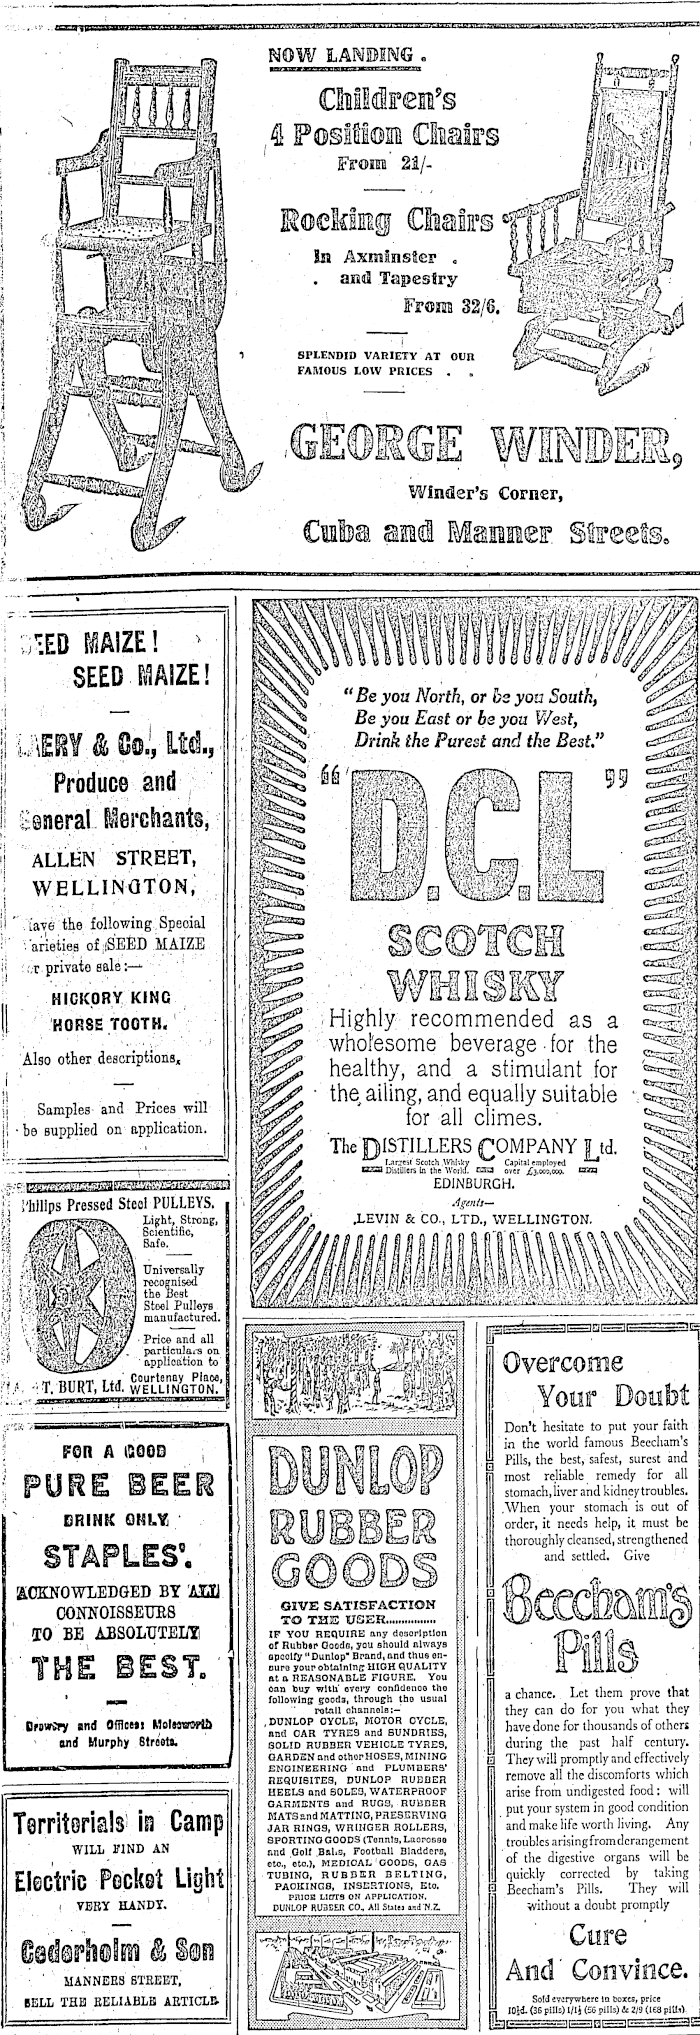 NOW LANDING .
Children's
4 Position Chairs
From 21/-
Rocking Chairs
In Axminster .
. and Tapestry
From 32/6.
SPLENDID VARIETY AT OUR
FAMOUS LOW PRICES . .
GEORGE WINDER,
Winder's Corner,
Cuba and Manner Streets.
SEED MAIZE!
SEED MAIZE!
LAERY & Co., Ltd.,
Produce and
General Merchants,
ALLEN STREET,
WELLINGTON,
Have the following Special
Varieties of SEED MAIZE
for private sale:—
HICKORY KING
HORSE TOOTH.
Also other descriptions,
Samples and Prices will
be supplied on application.
Philips Pressed Steel PULLEYS.
Light, Strong,
Scientific,
Safe.
Universally
recognised
the Best
Steel Pulleys
manufactured.
Price and all
particulars on
application to
T. BURT, Ltd. Courtenay Place,
WELLINGTON.
FOR A GOOD
PURE BEER
DRINK ONLY
STAPLES'.
ACKNOWLEDGED BY ALL
CONNOISSEURS
TO BE ABSOLUTELY
THE BEST.
Brewery and Offices: Molesworth
and Murphy Streets.
Territorials in Camp
WILL FIND AN
Electric Pocket Light
VERY HANDY.
Cederholm & Son
MANNERS STREET,
SELL THE RELIABLE ARTICLE.
"Be you North, or be you South,
Be you East or be you West,
Drink the Purest and the Best."
"D.C.L"
SCOTCH
WHISKY
Highly recommended as a
wholesome beverage for the
healthy, and a stimulant for
the ailing, and equally suitable
for all climes.
The DISTILLERS COMPANY Ltd.
Largest Scotch Whisky
Distillers in the World.
Capital employed
over £3,000,000.
EDINBURGH.
Agents—
LEVIN & CO., LTD., WELLINGTON.
DUNLOP
RUBBER
GOODS
GIVE SATISFACTION
TO THE USER...............
IF YOU REQUIRE any description
of Rubber Goods, you should always
specify "Dunlop" Brand, and thus en-
sure your obtaining HIGH QUALITY
at a REASONABLE FIGURE. You
can buy with every confidence the
following goods, through the usual
retail channels:—
DUNLOP CYCLE, MOTOR CYCLE,
and CAR TYRES and SUNDRIES,
SOLID RUBBER VEHICLE TYRES,
GARDEN and other HOSES, MINING
ENGINEERING and PLUMBERS'
REQUISITES, DUNLOP RUBBER
HEELS and SOLES, WATERPROOF
GARMENTS and RUGS, RUBBER
MATS and MATTING, PRESERVING
JAR RINGS, WRINGER ROLLERS,
SPORTING GOODS (Tennis, Lacrosse
and Golf Balls, Football Bladders,
etc., etc.), MEDICAL GOODS, GAS
TUBING, RUBBER BELTING,
PACKINGS, INSERTIONS, Etc.
PRICE LISTS ON APPLICATION.
DUNLOP RUBBER CO. All States and N.Z.
Overcome
Your Doubt
Don't hesitate to put your faith
in the world famous Beecham's
Pills, the best, safest, surest and
most reliable remedy for all
stomach, liver and kidney troubles.
When your stomach is out of
order, it needs help, it must be
thoroughly cleansed, strengthened
and settled. Give
Beecham's
Pills
a chance. Let them prove that
they can do for you what they
have done for thousands of others
during the past half century.
They will promptly and effectively
remove all the discomforts which
arise from undigested food: will
put your system in good condition
and make life worth living. Any
troubles arising from derangement
of the digestive organs will be
quickly corrected by taking
Beecham's Pills. They will
without a doubt promptly
Cure
And Convince.
Sold everywhere in boxes, price
10½d. (36 pills) 1/1½ (56 pills) & 2/9 (168 pills)